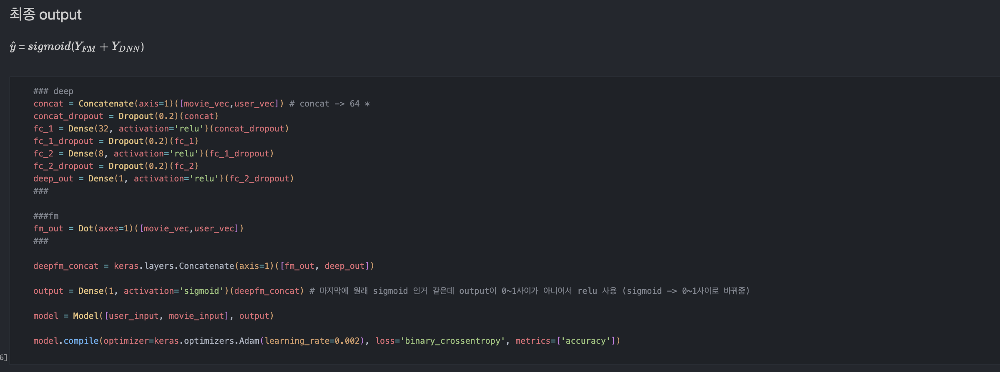 최종 output
ŷ = sigmoid(Y_FM + Y_DNN)
### deep
concat = Concatenate(axis=1)([movie_vec,user_vec]) # concat -> 64 *
concat_dropout = Dropout(0.2)(concat)
fc_1 = Dense(32, activation='relu')(concat_dropout)
fc_1_dropout = Dropout(0.2)(fc_1)
fc_2 = Dense(8, activation='relu')(fc_1_dropout)
fc_2_dropout = Dropout(0.2)(fc_2)
deep_out = Dense(1, activation='relu')(fc_2_dropout)
###
###fm
fm_out = Dot(axes=1)([movie_vec,user_vec])
###
deepfm_concat = keras.layers.Concatenate(axis=1)([fm_out, deep_out])
output = Dense(1, activation='sigmoid')(deepfm_concat) # 마지막에 원래 sigmoid 인거 같은데 output이 0~1사이가 아니어서 relu 사용 (sigmoid -> 0~1사이로 바꿔줌)
model = Model([user_input, movie_input], output)
model.compile(optimizer=keras.optimizers.Adam(learning_rate=0.002), loss='binary_crossentropy', metrics=['accuracy'])
6]